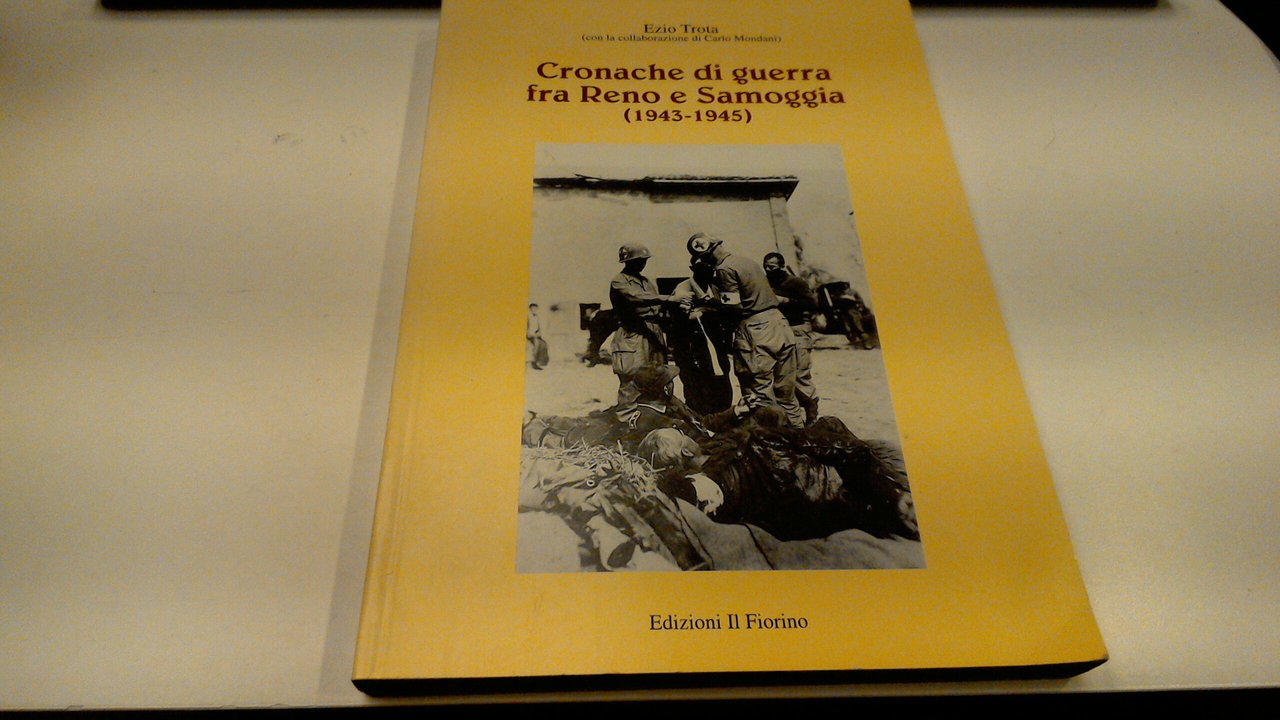 Ezio Trota
(con la collaborazione di Carlo Mondani)
Cronache di guerra
fra Reno e Samoggia
(1943-1945)
Edizioni Il Fiorino